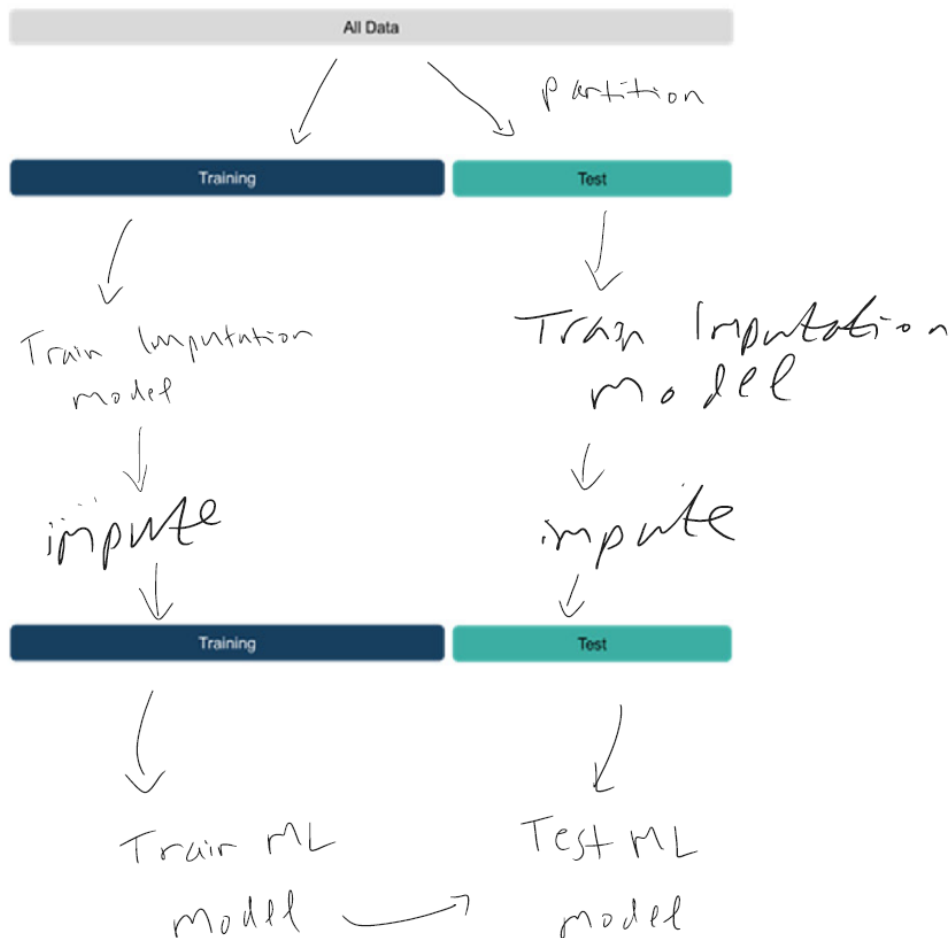 All Data
partition
Training Test
Train Imputation
model
Train Imputation
model
impute impute
Training Test
Train ML
model
Test ML
model